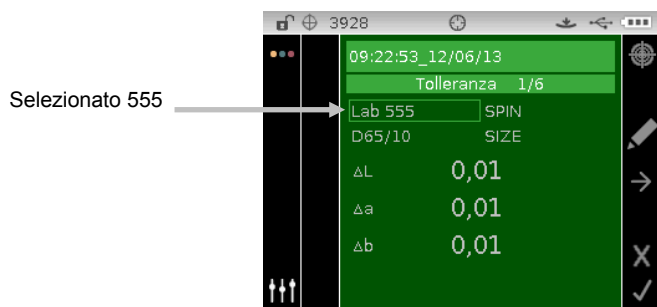 3928
09:22:53_12/06/13
Tolleranza 1/6
Selezionato 555
Lab 555 SPIN
D65/10 SIZE
ΔL 0,01
Δa 0,01
Δb 0,01